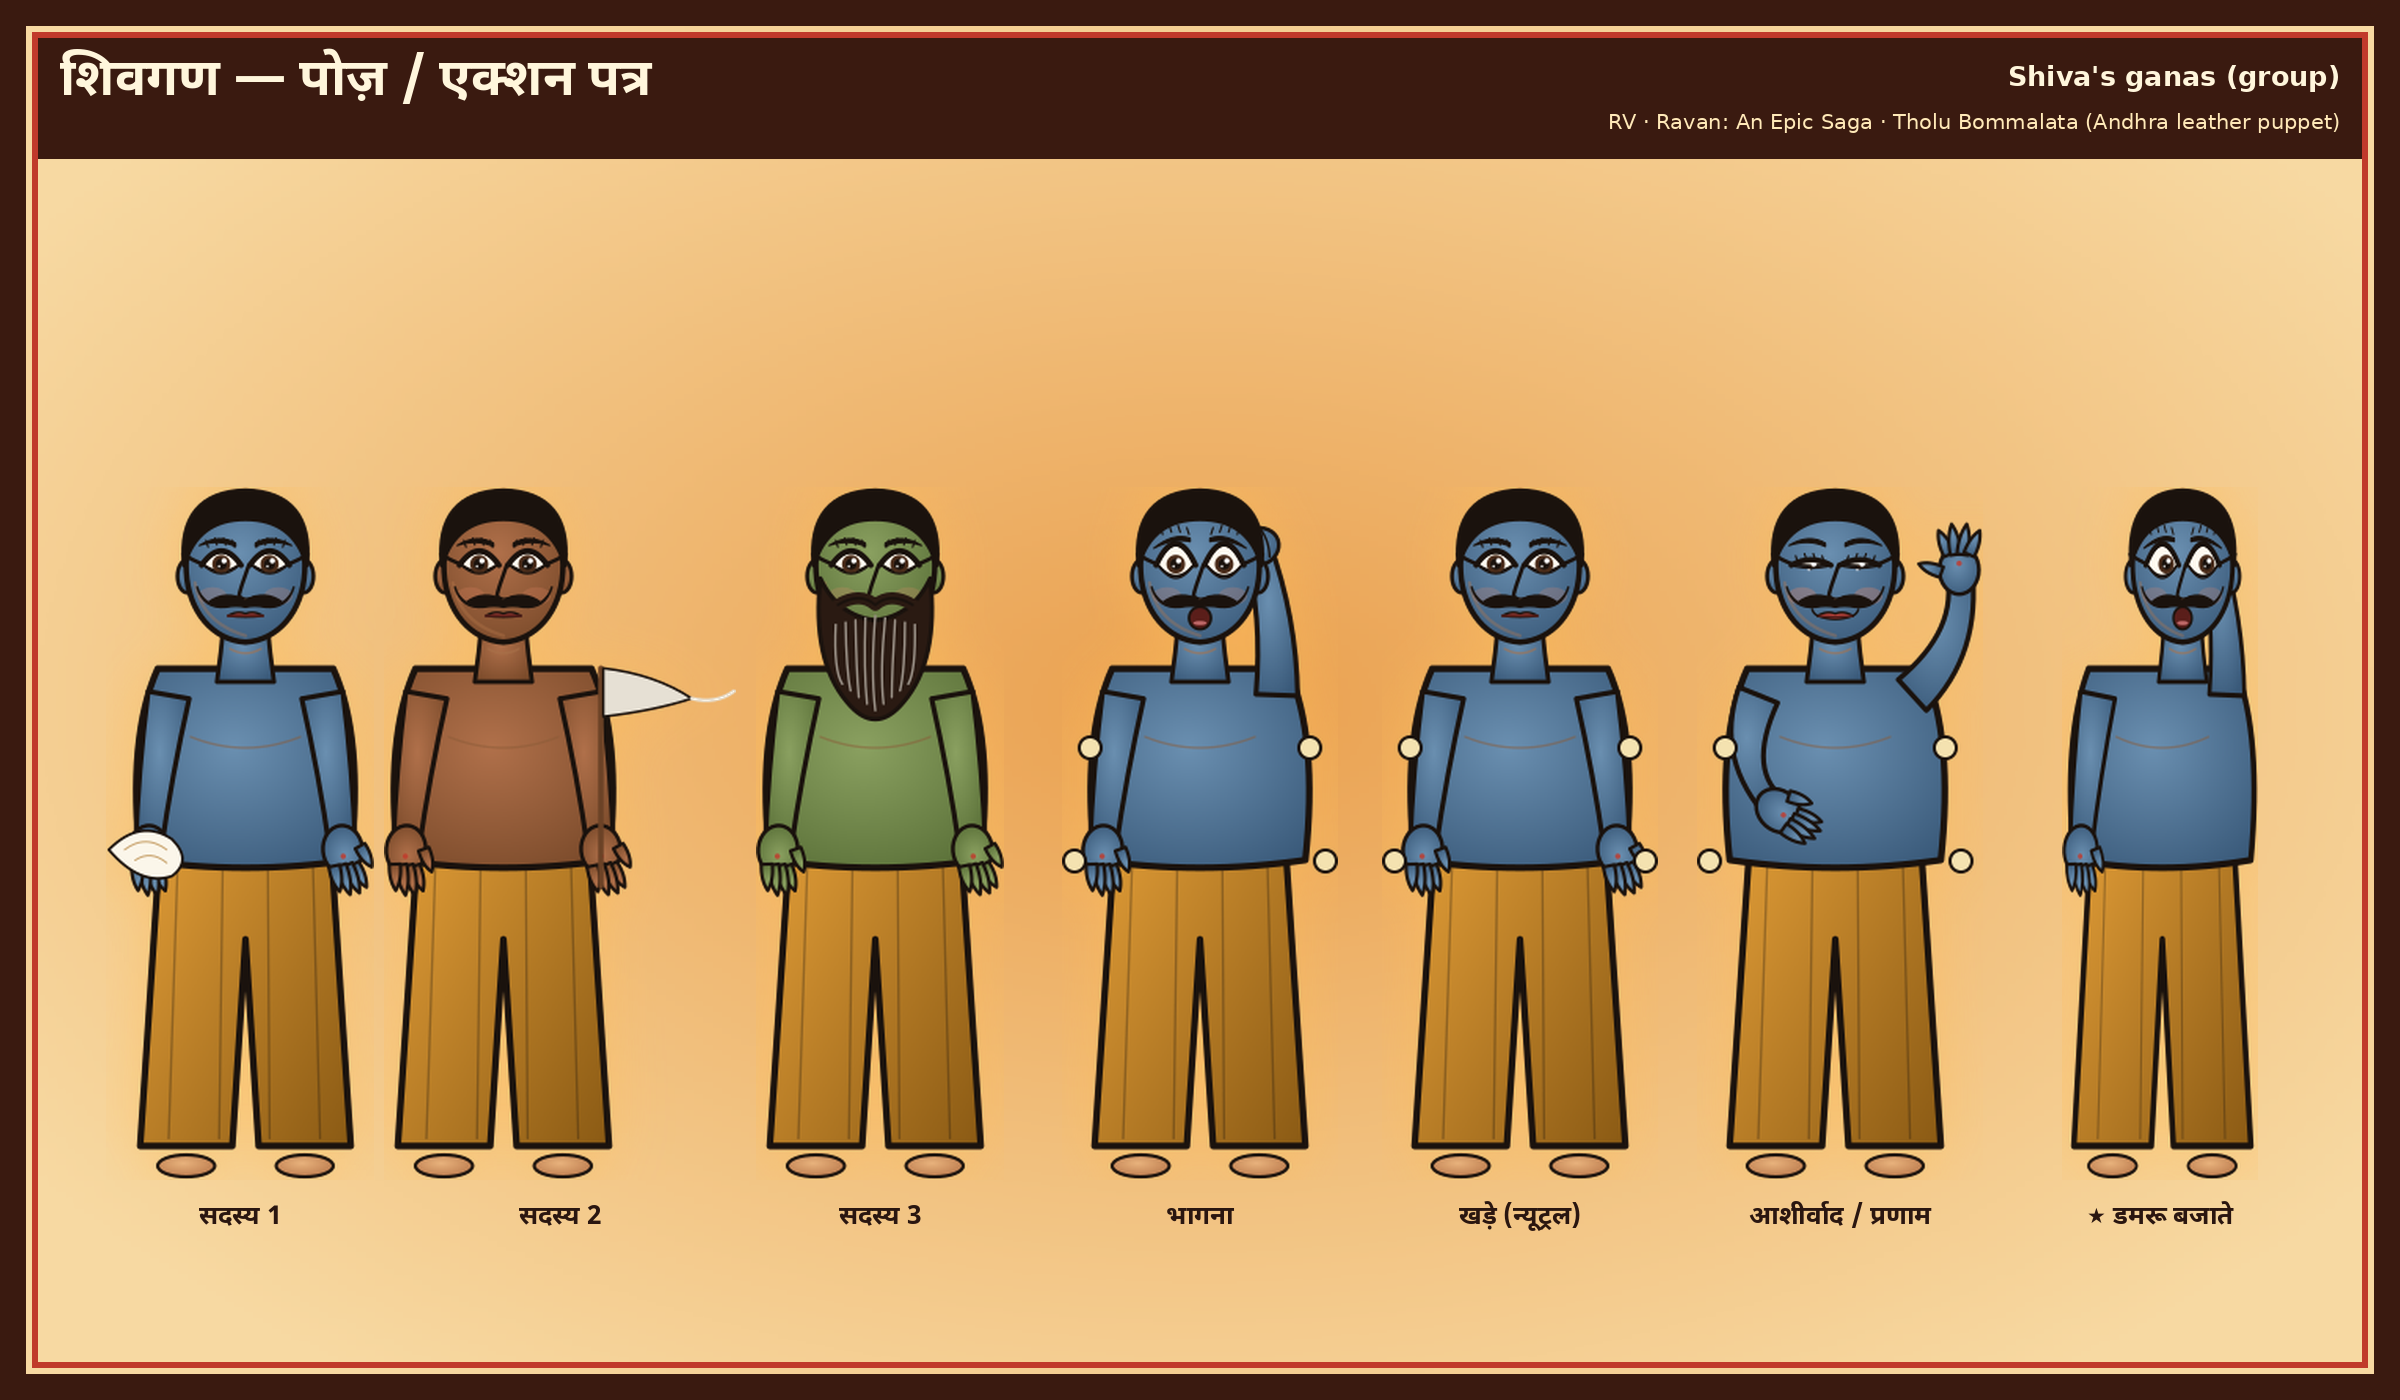 शिवगण — पोज़ / एक्शन पत्र
Shiva's ganas (group)
RV · Ravan: An Epic Saga · Tholu Bommalata (Andhra leather puppet)
सदस्य 1
सदस्य 2
सदस्य 3
भागना
खड़े (न्यूट्रल)
आशीर्वाद / प्रणाम
★ डमरू बजाते